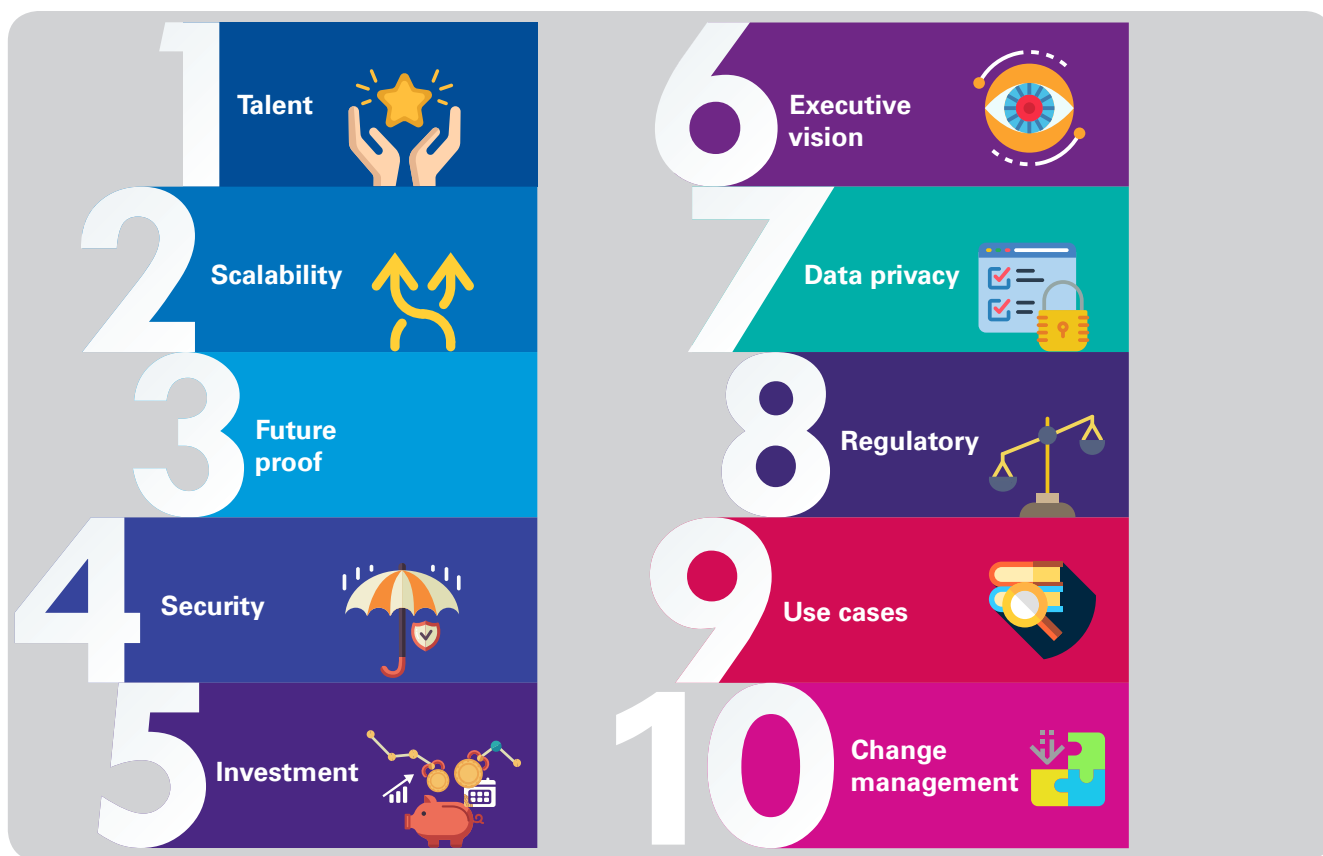 1
Talent
2
Scalability
3
Future
proof
4
Security
5
Investment
6
Executive
vision
7
Data privacy
8
Regulatory
9
Use cases
10
Change
management